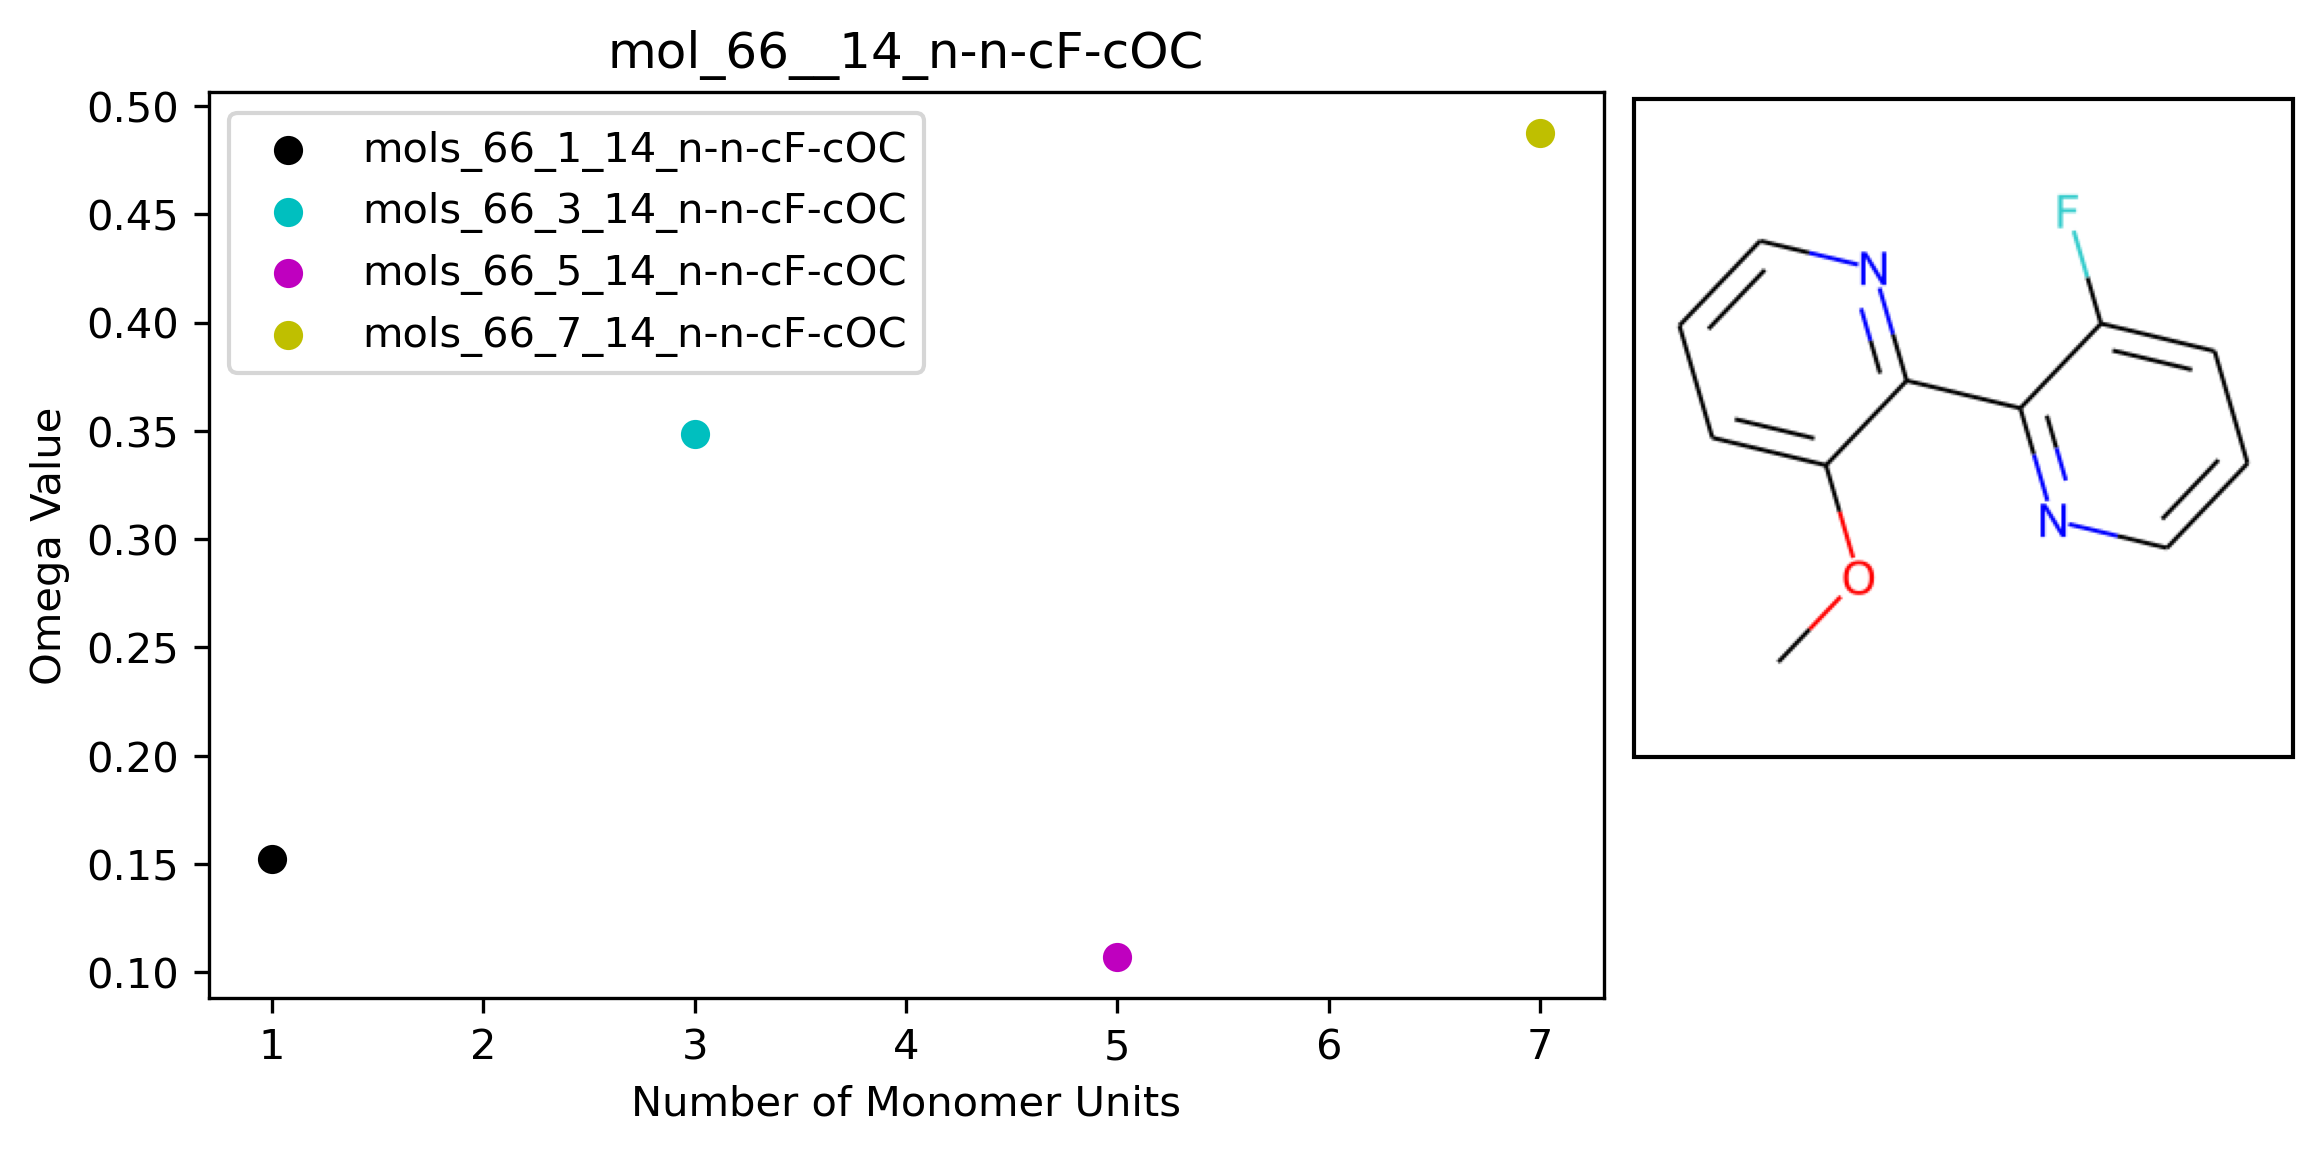 mol_66__14_n-n-cF-cOC
0.50
0.45
0.40
0.35
0.30
0.25
0.20
0.15
0.10
Omega Value
mols_66_1_14_n-n-cF-cOC
mols_66_3_14_n-n-cF-cOC
mols_66_5_14_n-n-cF-cOC
mols_66_7_14_n-n-cF-cOC
1 2 3 4 5 6 7
Number of Monomer Units
F
N
N
O